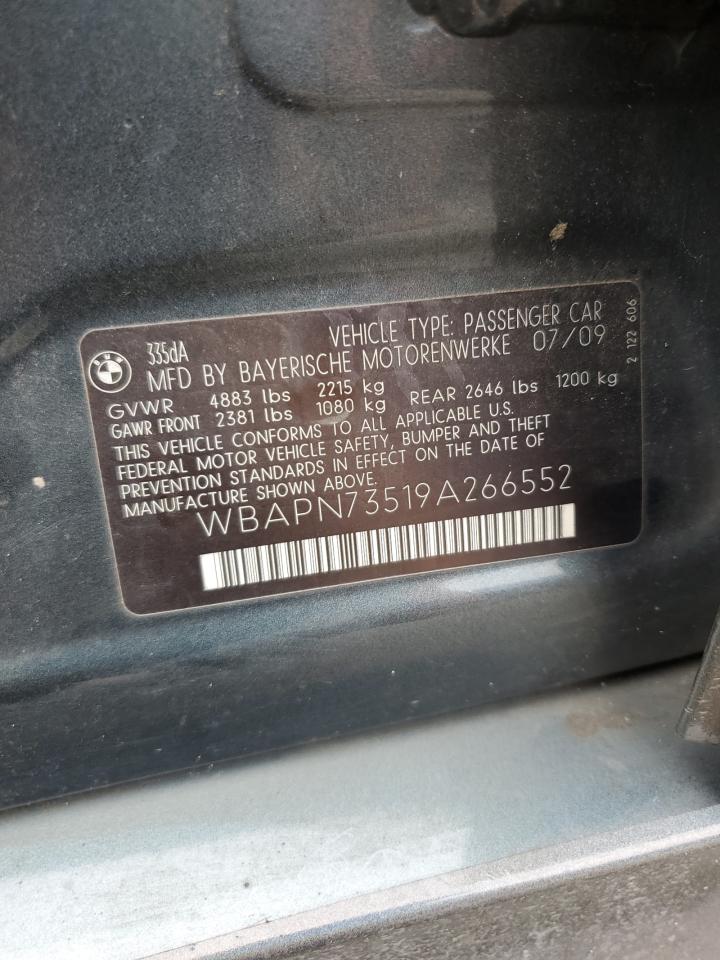 BMW
335dA
VEHICLE TYPE: PASSENGER CAR
MFD BY BAYERISCHE MOTORENWERKE 07/09
GVWR 4883 lbs 2215 kg
GAWR FRONT 2381 lbs 1080 kg REAR 2646 lbs 1200 kg
THIS VEHICLE CONFORMS TO ALL APPLICABLE U.S.
FEDERAL MOTOR VEHICLE SAFETY, BUMPER AND THEFT
PREVENTION STANDARDS IN EFFECT ON THE DATE OF
MANUFACTURE SHOWN ABOVE.
WBAPN73519A266552
2 122 606